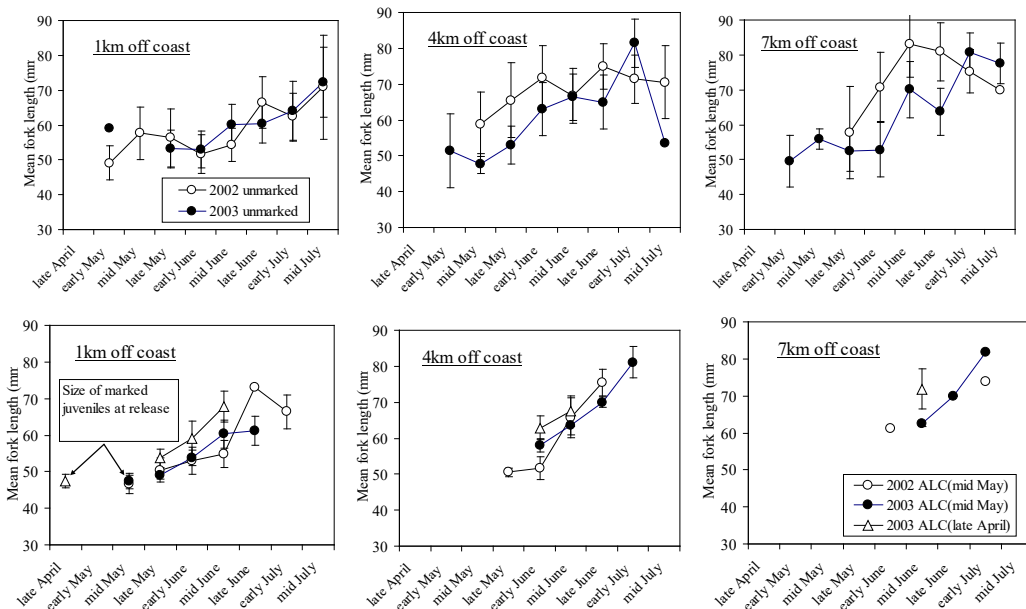 1km off coast
Mean fork length (mm
90
80
70
60
50
40
30
2002 unmarked
2003 unmarked
late April
early May
mid May
late May
early June
mid June
late June
early July
mid July
4km off coast
Mean fork length (mm
90
80
70
60
50
40
30
late April
early May
mid May
late May
early June
mid June
late June
early July
mid July
7km off coast
Mean fork length (mm
90
80
70
60
50
40
30
late April
early May
mid May
late May
early June
mid June
late June
early July
mid July
1km off coast
Mean fork length (mm
90
80
70
60
50
40
30
Size of marked
juveniles at release
late April
early May
mid May
late May
early June
mid June
late June
early July
mid July
4km off coast
Mean fork length (mm
90
80
70
60
50
40
30
late April
early May
mid May
late May
early June
mid June
late June
early July
mid July
7km off coast
Mean fork length (mm
90
80
70
60
50
40
30
2002 ALC(mid May)
2003 ALC(mid May)
2003 ALC(late April)
late April
early May
mid May
late May
early June
mid June
late June
early July
mid July